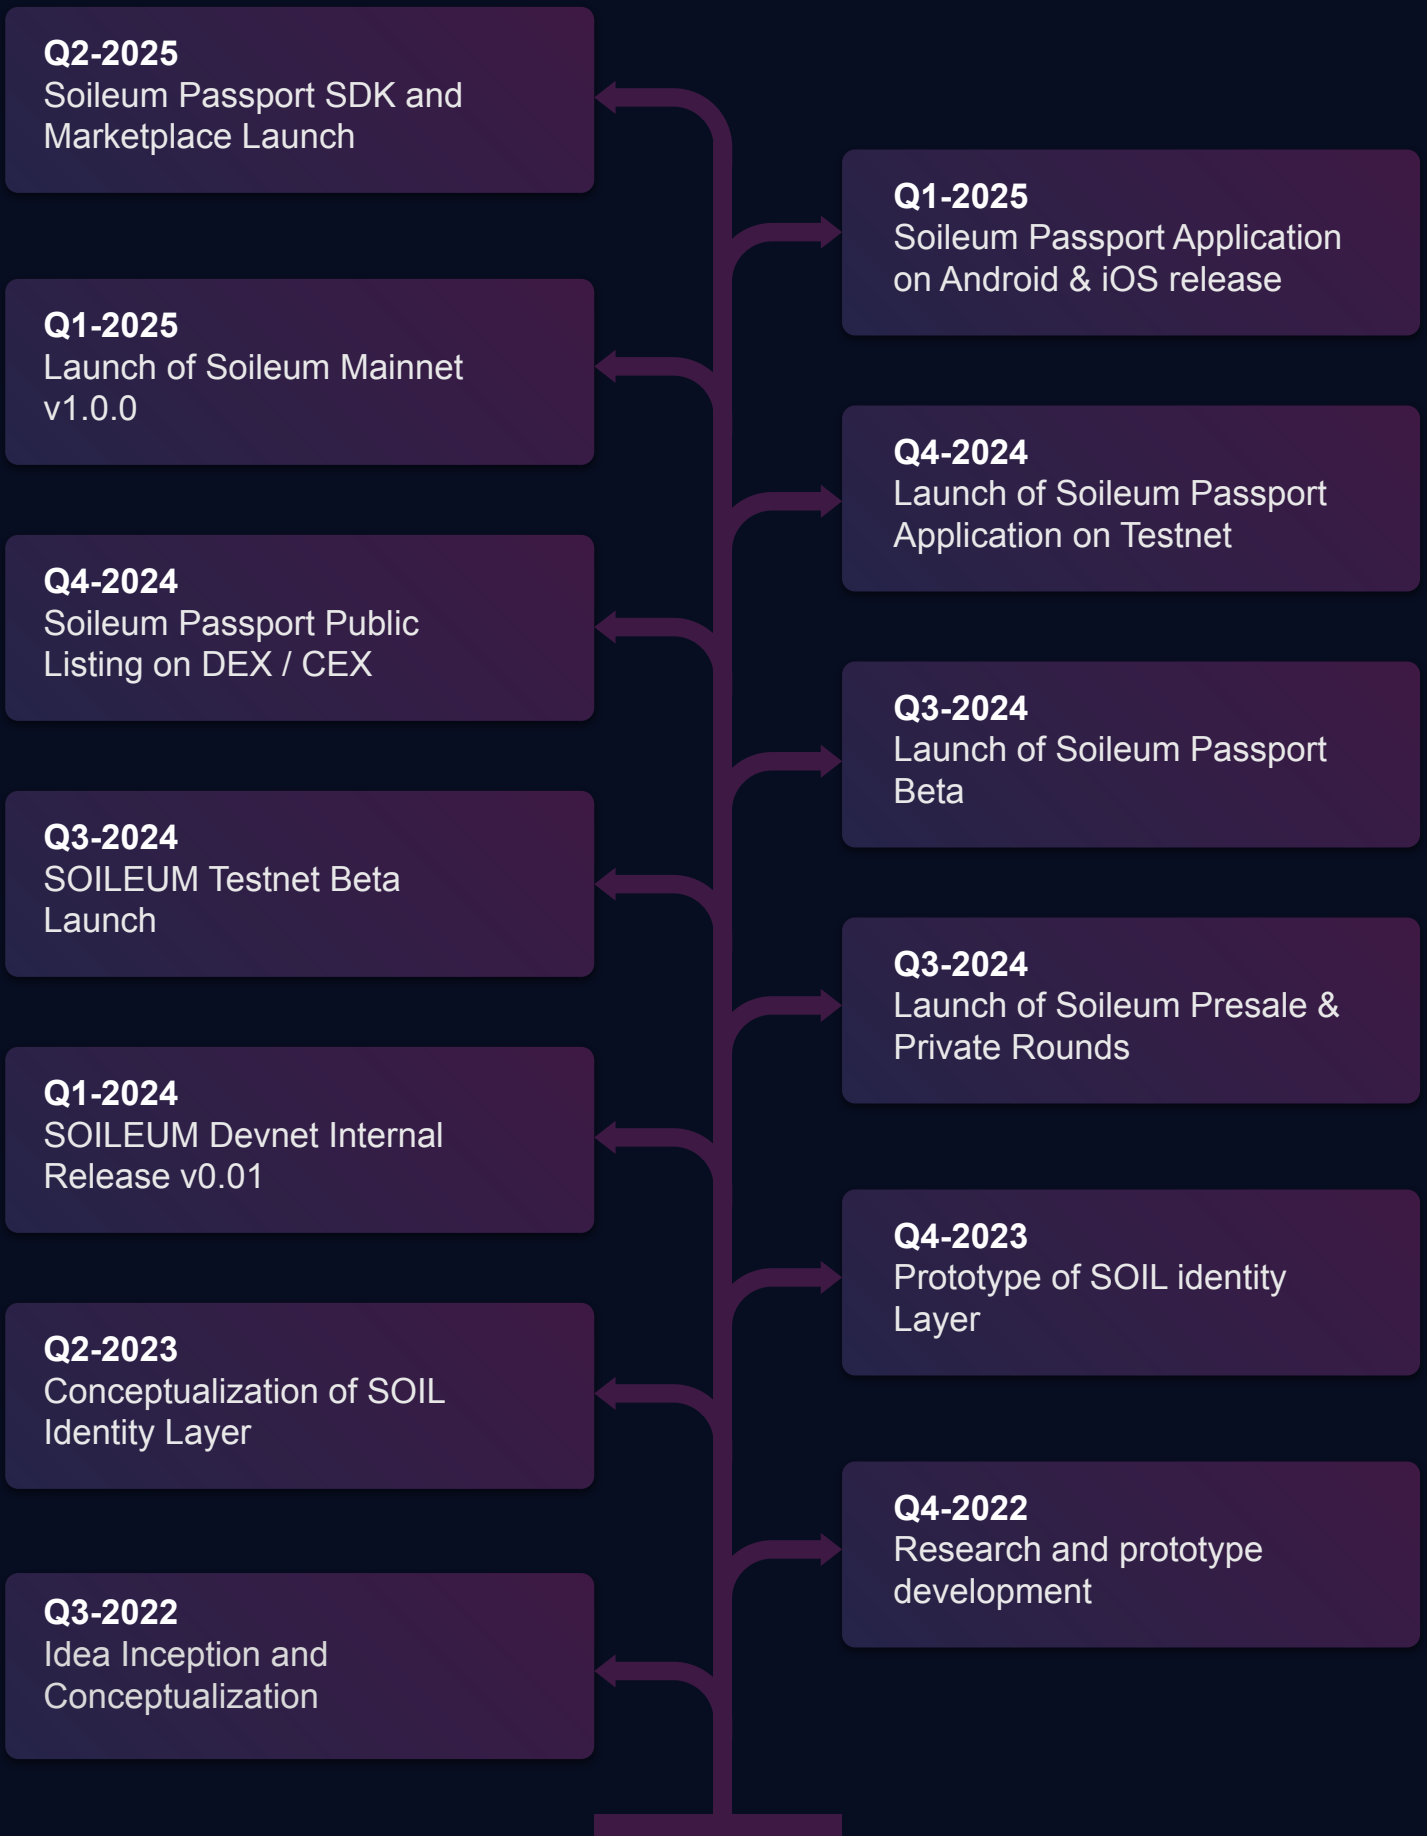 Q2-2025
Soileum Passport SDK and
Marketplace Launch
Q1-2025
Soileum Passport Application
on Android & iOS release
Q1-2025
Launch of Soileum Mainnet
v1.0.0
Q4-2024
Launch of Soileum Passport
Application on Testnet
Q4-2024
Soileum Passport Public
Listing on DEX / CEX
Q3-2024
Launch of Soileum Passport
Beta
Q3-2024
SOILEUM Testnet Beta
Launch
Q3-2024
Launch of Soileum Presale &
Private Rounds
Q1-2024
SOILEUM Devnet Internal
Release v0.01
Q4-2023
Prototype of SOIL identity
Layer
Q2-2023
Conceptualization of SOIL
Identity Layer
Q4-2022
Research and prototype
development
Q3-2022
Idea Inception and
Conceptualization